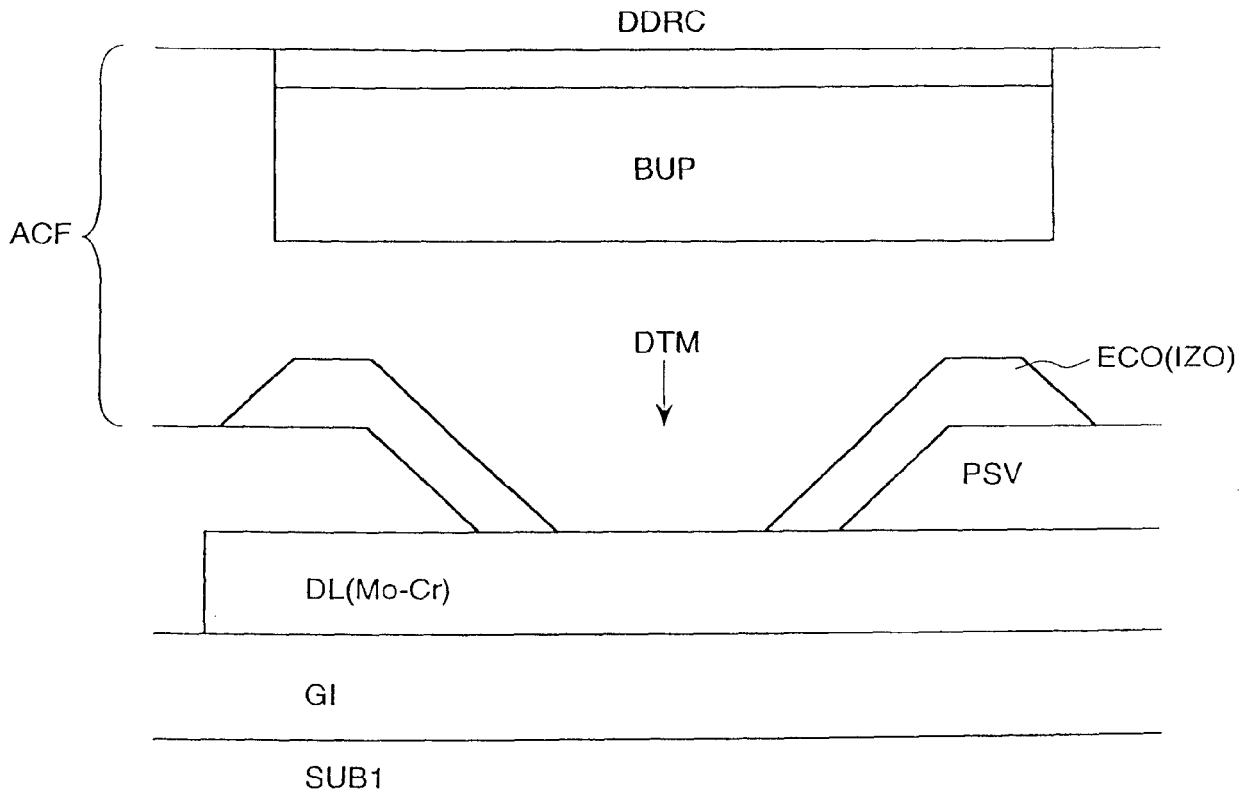 DDRC
BUP
ACF
DTM
ECO(IZO)
PSV
DL(Mo-Cr)
GI
SUB1